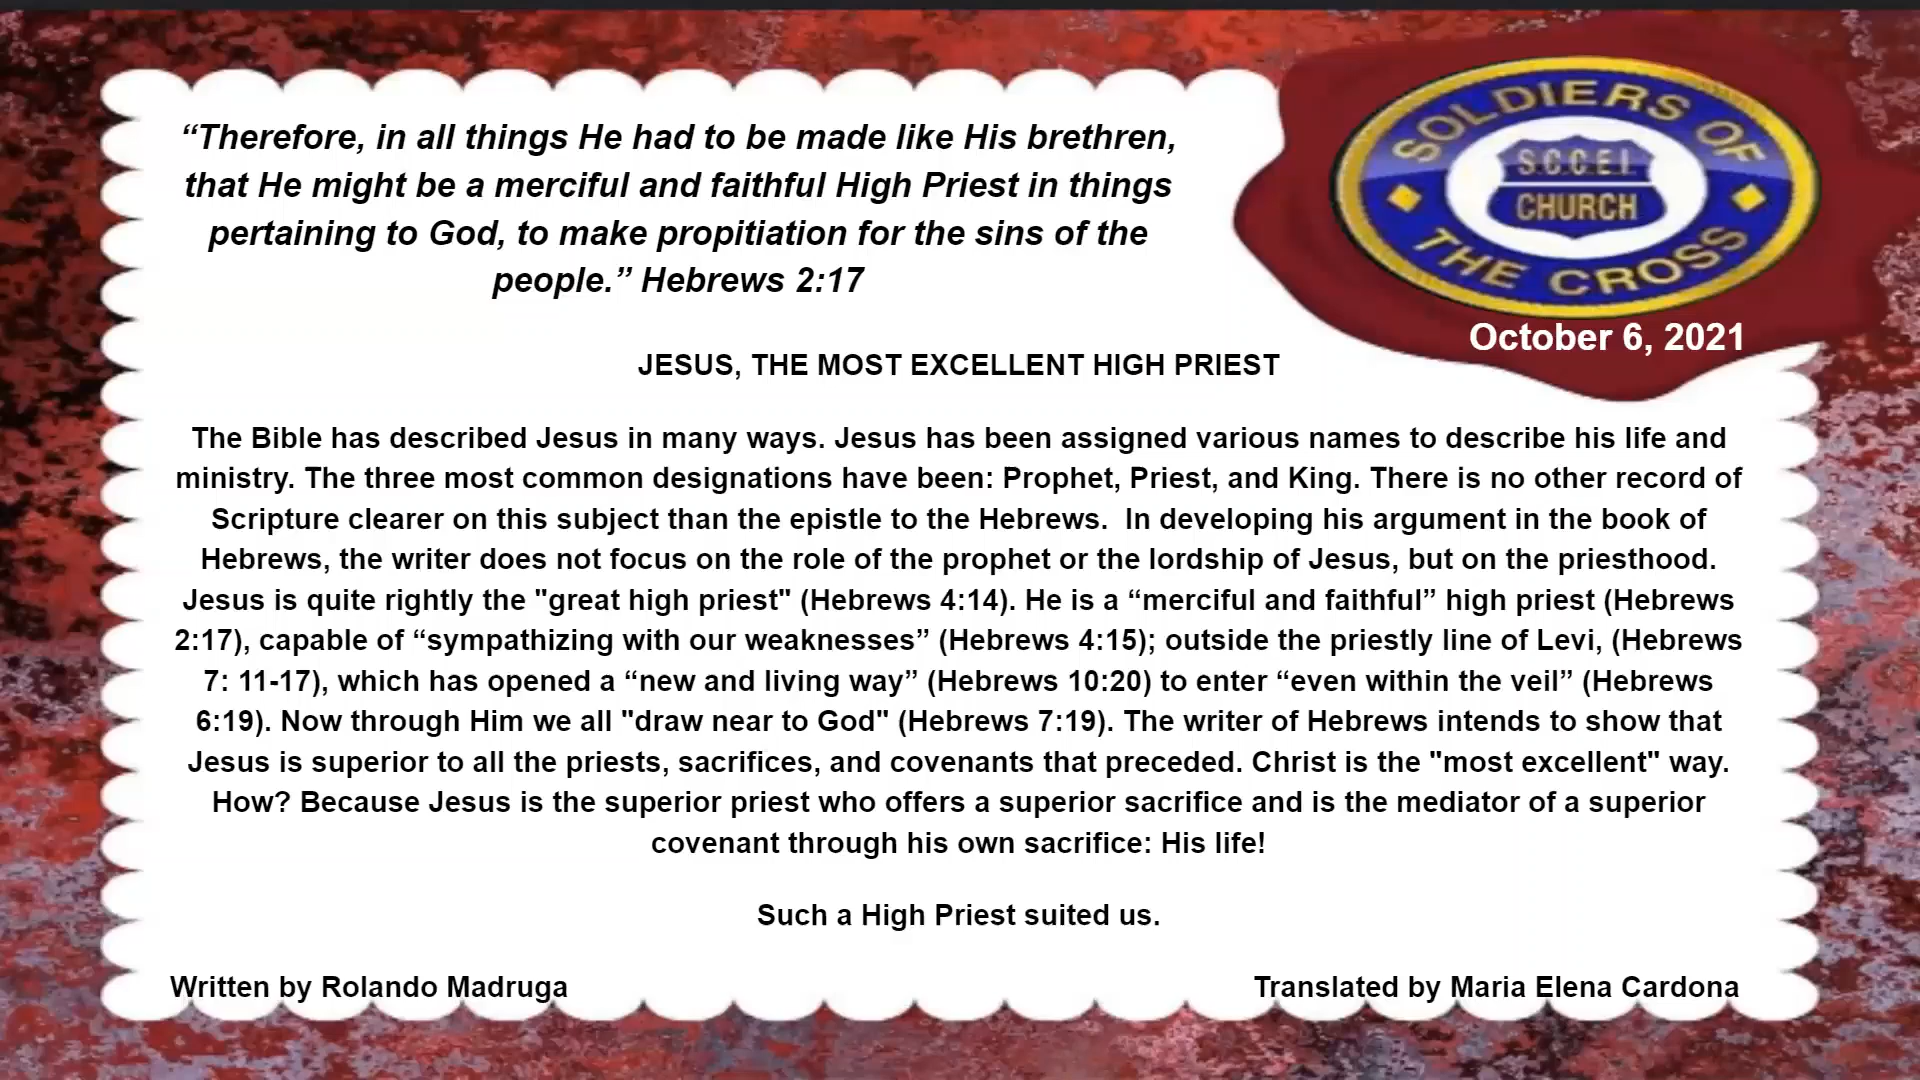 “Therefore, in all things He had to be made like His brethren,
that He might be a merciful and faithful High Priest in things
pertaining to God, to make propitiation for the sins of the
people.” Hebrews 2:17
SOLDIERS OF
S.C.C.E.I.
CHURCH
THE CROSS
October 6, 2021
JESUS, THE MOST EXCELLENT HIGH PRIEST
The Bible has described Jesus in many ways. Jesus has been assigned various names to describe his life and
ministry. The three most common designations have been: Prophet, Priest, and King. There is no other record of
Scripture clearer on this subject than the epistle to the Hebrews.  In developing his argument in the book of
Hebrews, the writer does not focus on the role of the prophet or the lordship of Jesus, but on the priesthood.
Jesus is quite rightly the "great high priest" (Hebrews 4:14). He is a “merciful and faithful” high priest (Hebrews
2:17), capable of “sympathizing with our weaknesses” (Hebrews 4:15); outside the priestly line of Levi, (Hebrews
7: 11-17), which has opened a “new and living way” (Hebrews 10:20) to enter “even within the veil” (Hebrews
6:19). Now through Him we all "draw near to God" (Hebrews 7:19). The writer of Hebrews intends to show that
Jesus is superior to all the priests, sacrifices, and covenants that preceded. Christ is the "most excellent" way.
How? Because Jesus is the superior priest who offers a superior sacrifice and is the mediator of a superior
covenant through his own sacrifice: His life!
Such a High Priest suited us.
Written by Rolando Madruga
Translated by Maria Elena Cardona